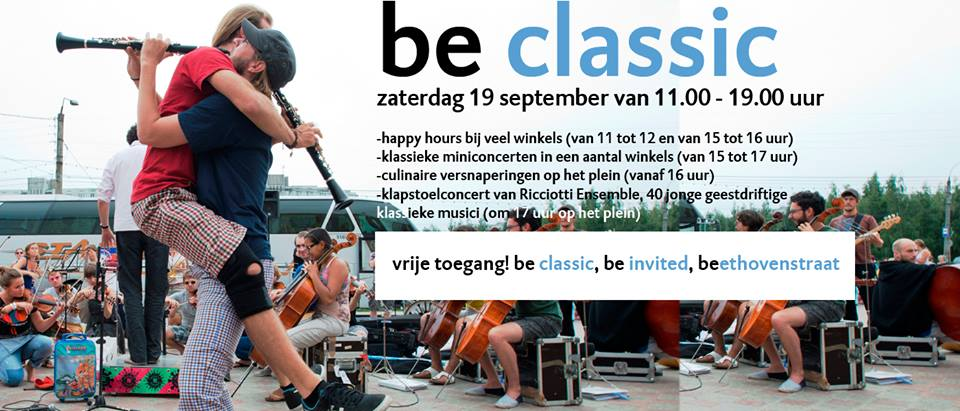 be classic
zaterdag 19 september van 11.00 - 19.00 uur
-happy hours bij veel winkels (van 11 tot 12 en van 15 tot 16 uur)
-klassieke miniconcerten in een aantal winkels (van 15 tot 17 uur)
-culinaire versnaperingen op het plein (vanaf 16 uur)
-klapstoelconcert van Ricciotti Ensemble, 40 jonge geestdriftige
klassieke musici (om 17 uur op het plein)
vrije toegang! be classic, be invited, beethovenstraat